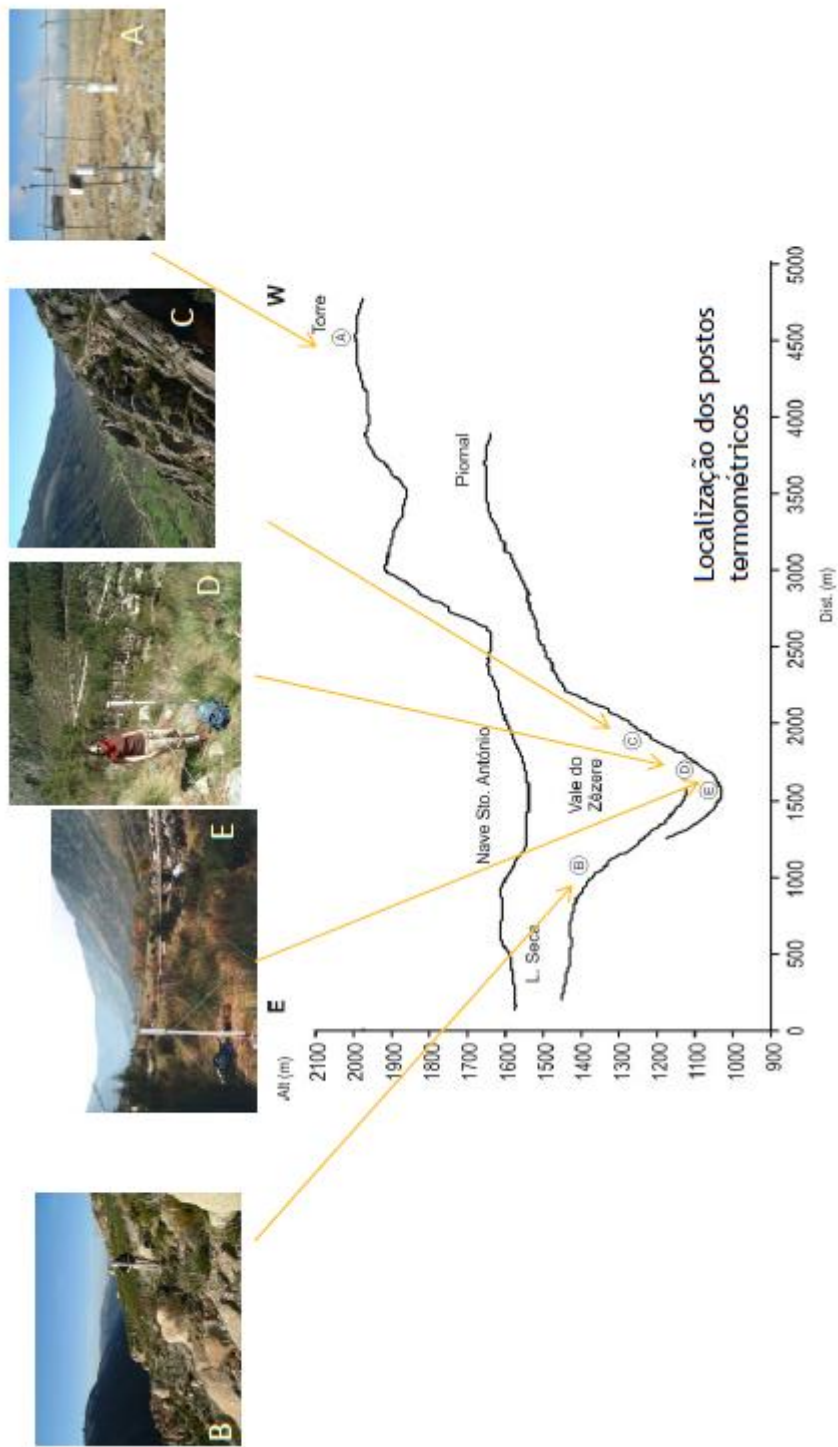 B
E
D
C
A
E
W
Alt (m)
2100
2000
1900
1800
1700
1600
1500
1400
1300
1200
1100
1000
900
Torre
A
Piornal
Nave Sto. António
Vale do
Zêzere
L. Seca
B
C
D
E
0
500
1000
1500
2000
2500
3000
3500
4000
4500
5000
Dist. (m)
Localização dos postos
termométricos